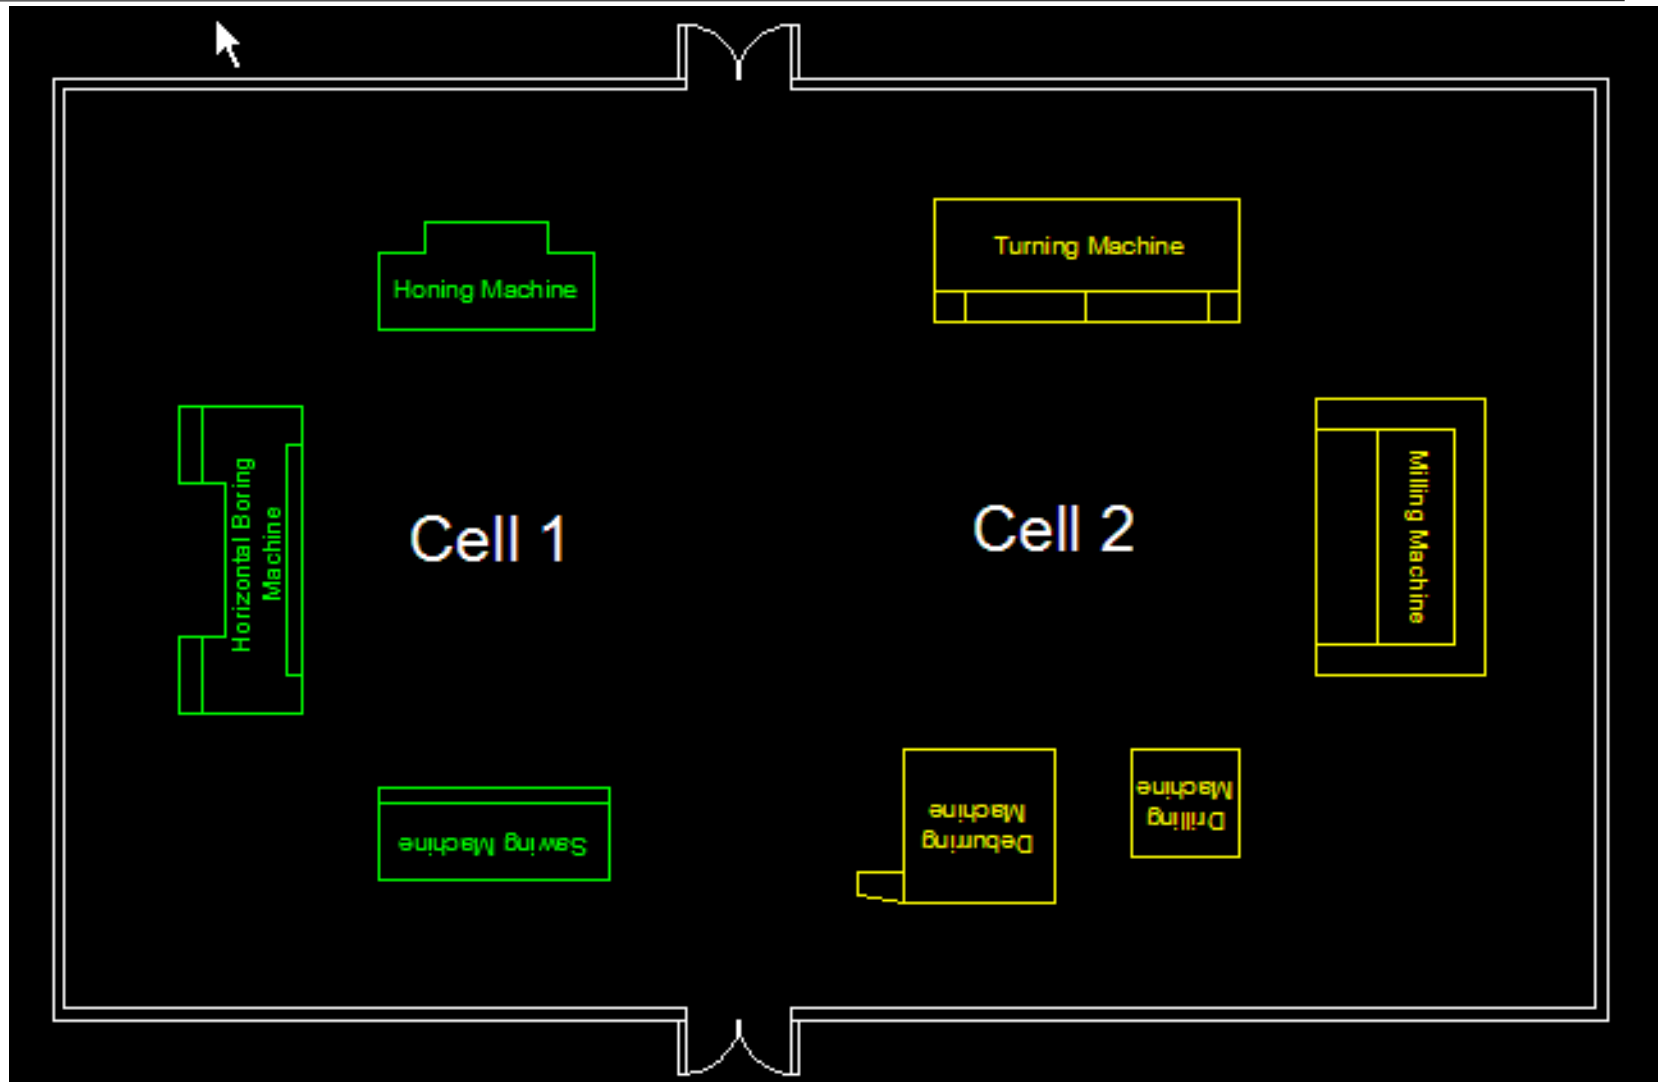 Turning Machine
Honing Machine
Horizontal Boring
Machine
Cell 1
Cell 2
Milling Machine
Sawing Machine
Deburring
Machine
Drilling
Machine